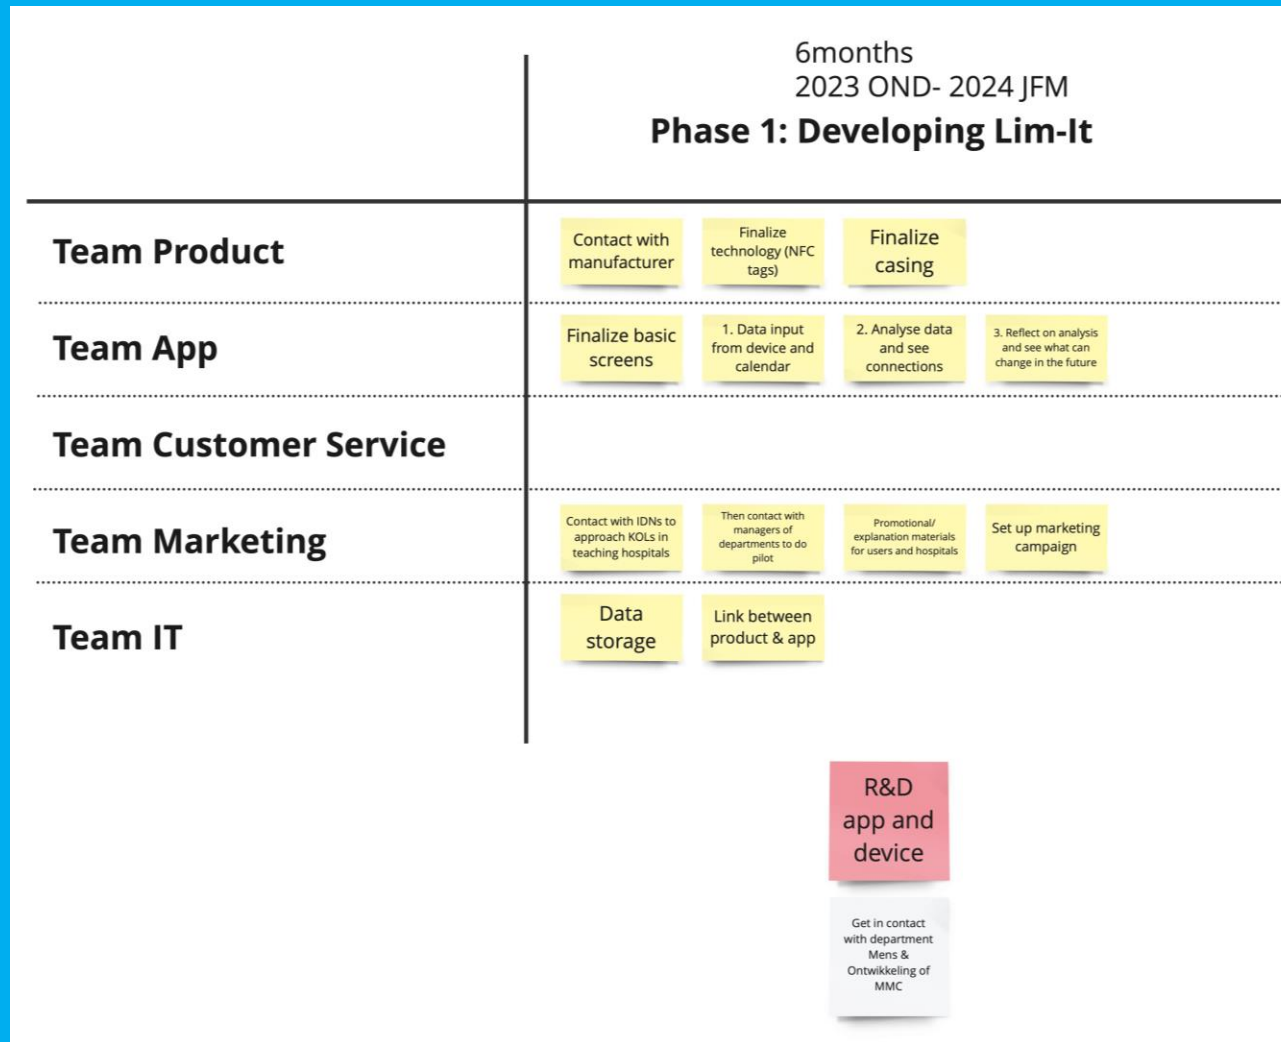 6months
2023 OND- 2024 JFM
Phase 1: Developing Lim-It
Team Product
Contact with
manufacturer
Finalize
technology (NFC
tags)
Finalize
casing
Team App
Finalize basic
screens
1. Data input
from device and
calendar
2. Analyse data
and see
connections
3. Reflect on analysis
and see what can
change in the future
Team Customer Service
Team Marketing
Contact with IDNs to
approach KOLs in
teaching hospitals
Then contact with
managers of
departments to do
pilot
Promotional/
explanation materials
for users and hospitals
Set up marketing
campaign
Team IT
Data
storage
Link between
product & app
R&D
app and
device
Get in contact
with department
Mens &
Ontwikkeling of
MMC